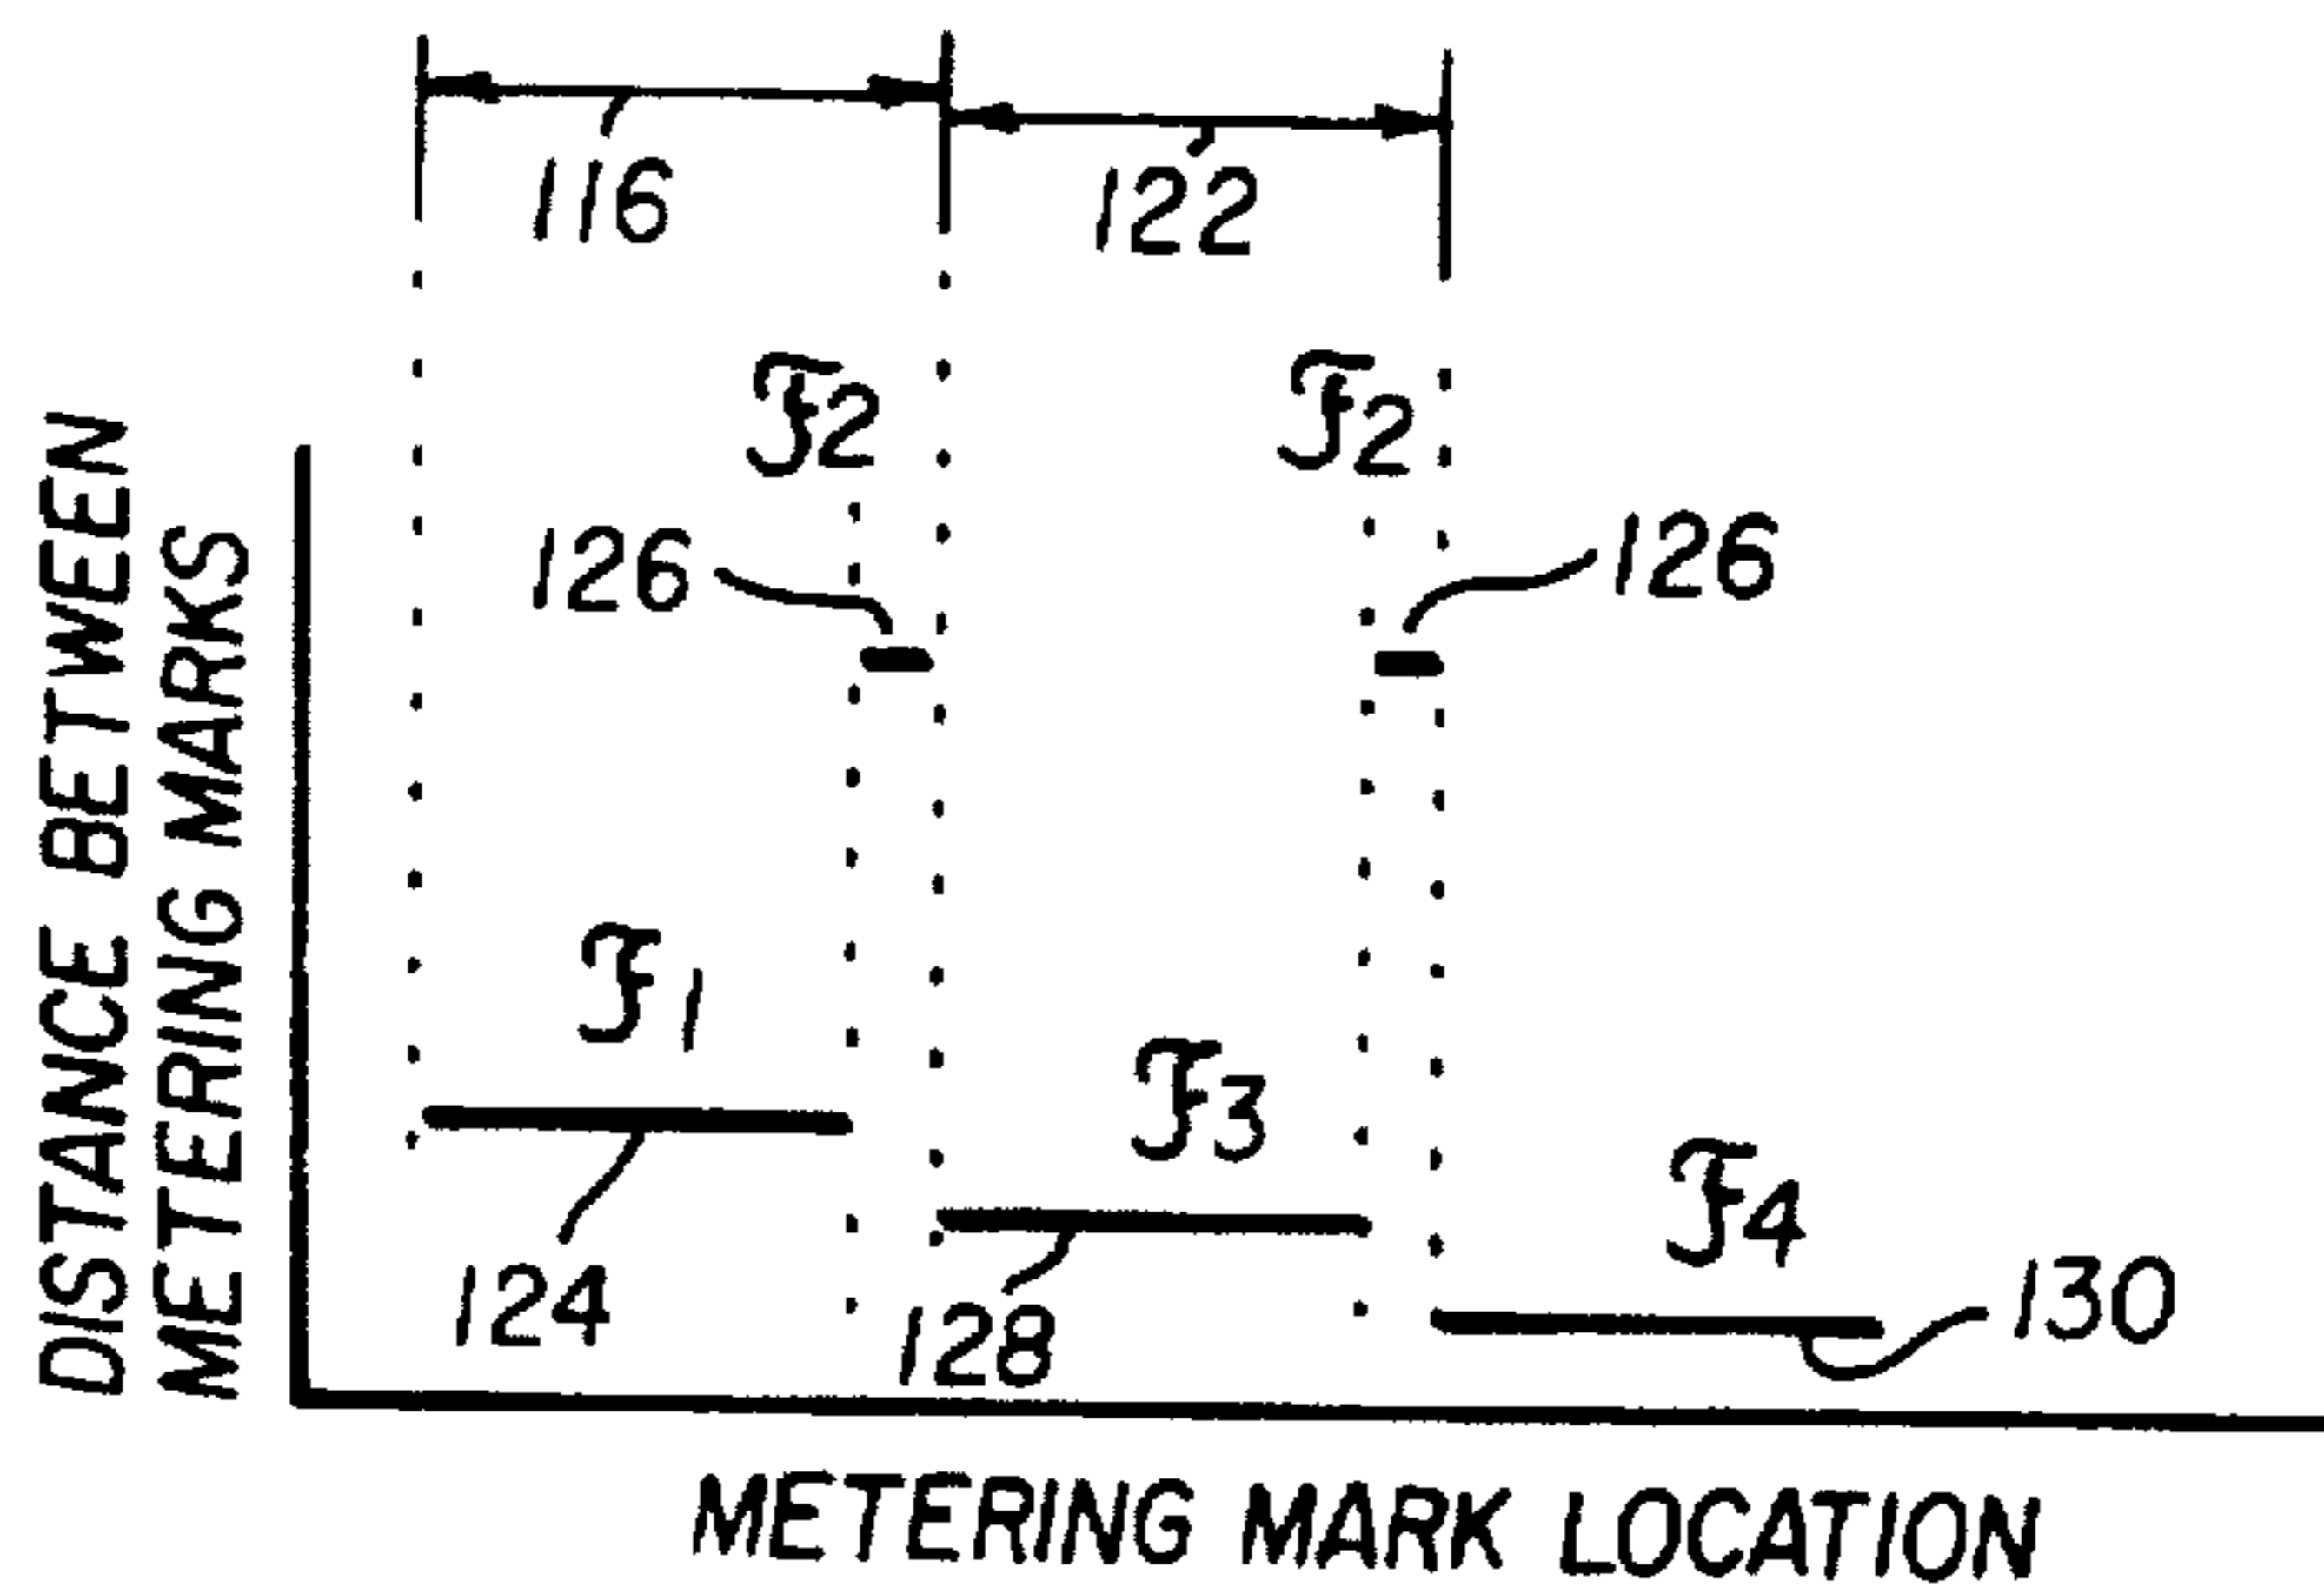 116
122
F2
F2
126
126
F1
F3
F4
124
128
130
DISTANCE BETWEEN
METERING MARKS
METERING MARK LOCATION